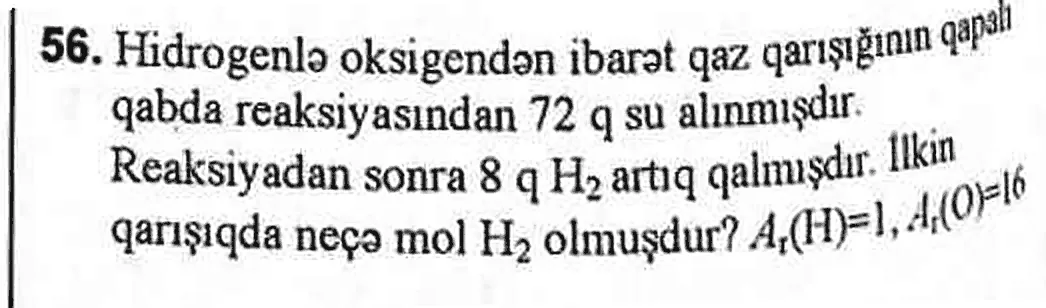 56. Hidrogenlə oksigendən ibarət qaz qarışığının qapalı
qabda reaksiyasından 72 q su alınmışdır.
Reaksiyadan sonra 8 q H₂ artıq qalmışdır. İlkin
qarışıqda neçə mol H₂ olmuşdur? Aᵣ(H)=1, Aᵣ(O)=16